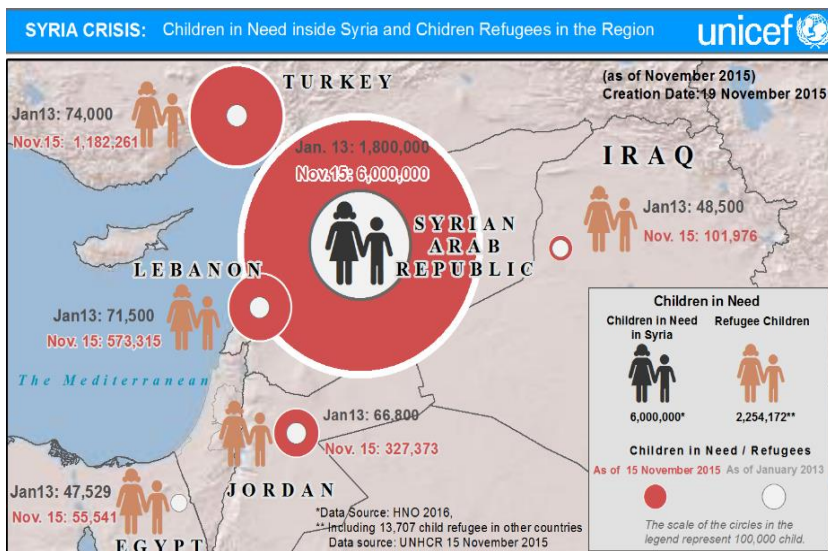 SYRIA CRISIS: Children in Need inside Syria and Chidren Refugees in the Region
unicef
(as of November 2015)
Creation Date:19 November 2015
TURKEY
Jan13: 74,000
Nov.15: 1,182,261
Jan. 13: 1,800,000
Nov.15: 6,000,000
SYRIAN
ARAB
REPUBLIC
IRAQ
Jan13: 48,500
Nov. 15: 101,976
LEBANON
Jan13: 71,500
Nov. 15: 573,315
The Mediterranean
Jan13: 66,800
Nov. 15: 327,373
JORDAN
Jan13: 47,529
Nov. 15: 55,541
EGYPT
*Data Source: HNO 2016,
** Including 13,707 child refugee in other countries
Data source: UNHCR 15 November 2015
Children in Need
Children in Need
in Syria
Refugee Children
6,000,000*
2,254,172**
Children in Need / Refugees
As of 15 November 2015
As of January 2013
The scale of the circles in the
legend represent 100,000 child.